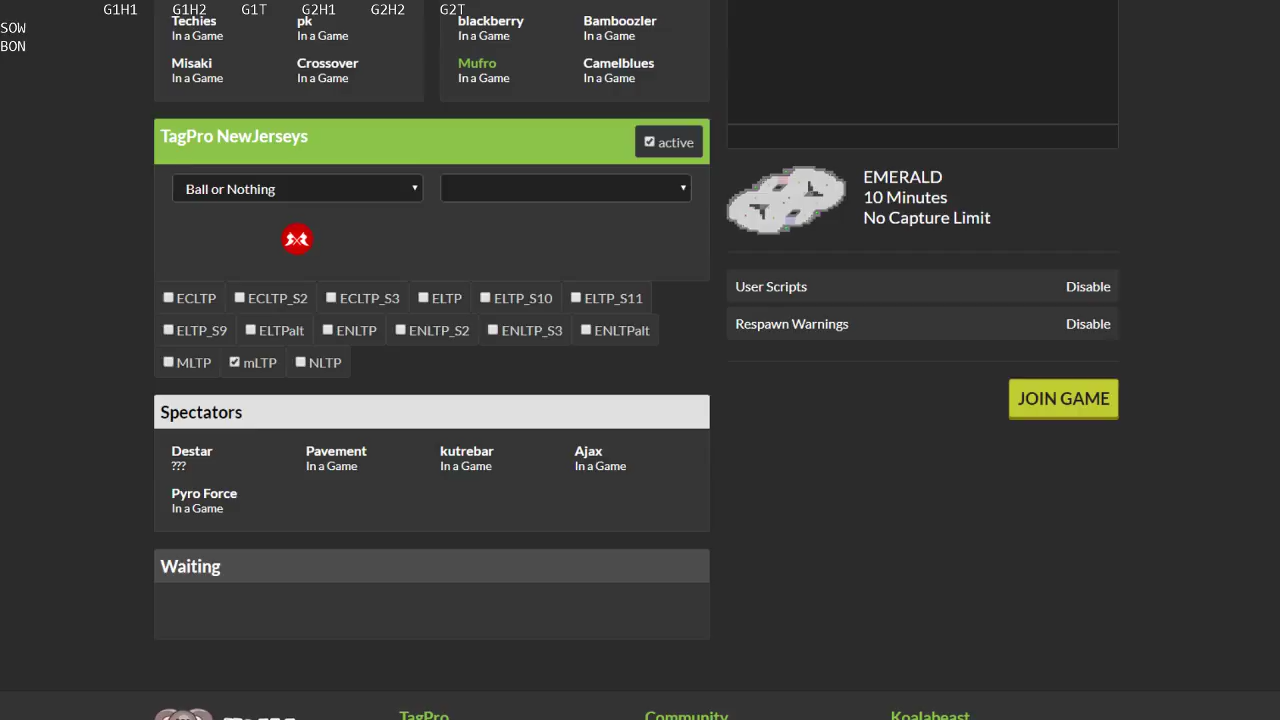 G1H1 G1H2 G1T G2H1 G2H2 G2T
SOW
BON
Techies pk blackberry Bamboozler
In a Game In a Game In a Game In a Game
Misaki Crossover Mufro Camelblues
In a Game In a Game In a Game In a Game
TagPro NewJerseys active
Ball or Nothing
EMERALD
10 Minutes
No Capture Limit
ECLTP ECLTP_S2 ECLTP_S3 ELTP ELTP_S10 ELTP_S11
ELTP_S9 ELTPalt ENLTP ENLTP_S2 ENLTP_S3 ENLTPalt
MLTP mLTP NLTP
User Scripts Disable
Respawn Warnings Disable
JOIN GAME
Spectators
Destar Pavement kutrebar Ajax
??? In a Game In a Game In a Game
Pyro Force
In a Game
Waiting
TagPro Community Koalabeast